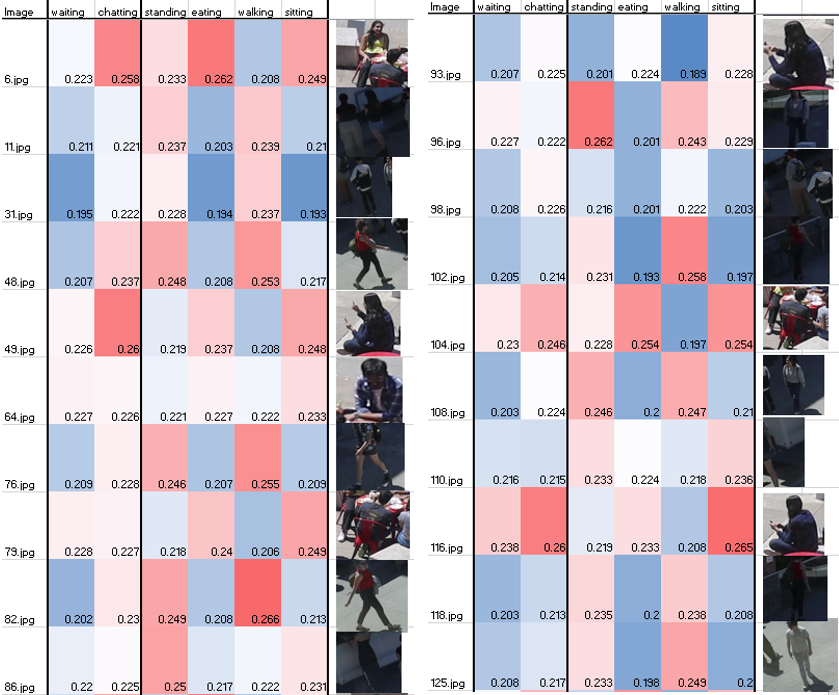 Image waiting chatting standing eating walking sitting
6.jpg 0.223 0.258 0.233 0.262 0.208 0.249
11.jpg 0.211 0.221 0.237 0.203 0.239 0.21
31.jpg 0.195 0.222 0.228 0.194 0.237 0.193
48.jpg 0.207 0.237 0.248 0.208 0.253 0.217
49.jpg 0.226 0.26 0.219 0.237 0.208 0.248
64.jpg 0.227 0.226 0.221 0.227 0.222 0.233
76.jpg 0.209 0.228 0.246 0.207 0.255 0.209
79.jpg 0.228 0.227 0.218 0.24 0.206 0.249
82.jpg 0.202 0.23 0.249 0.208 0.266 0.213
86.jpg 0.22 0.225 0.25 0.217 0.222 0.231
Image waiting chatting standing eating walking sitting
93.jpg 0.207 0.225 0.201 0.224 0.189 0.228
96.jpg 0.227 0.222 0.262 0.201 0.243 0.229
98.jpg 0.208 0.226 0.216 0.201 0.222 0.203
102.jpg 0.205 0.214 0.231 0.193 0.258 0.197
104.jpg 0.23 0.246 0.228 0.254 0.197 0.254
108.jpg 0.203 0.224 0.246 0.2 0.247 0.21
110.jpg 0.216 0.215 0.233 0.224 0.218 0.236
116.jpg 0.238 0.26 0.219 0.233 0.208 0.265
118.jpg 0.203 0.213 0.235 0.2 0.238 0.208
125.jpg 0.208 0.217 0.233 0.198 0.249 0.2